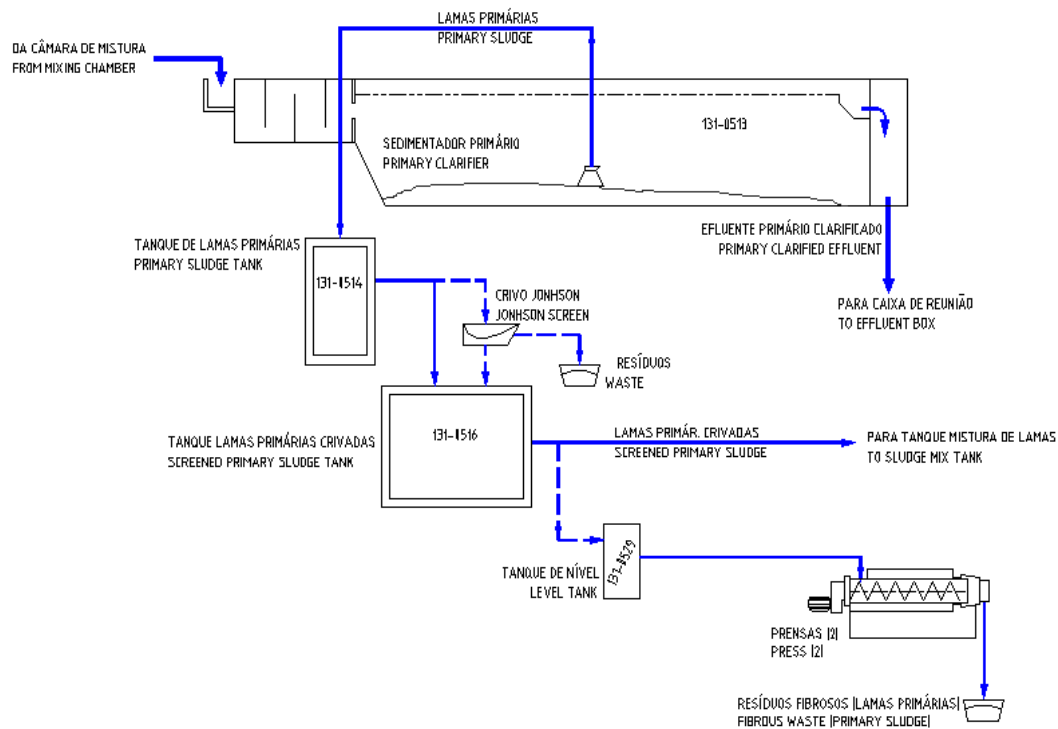 LAMAS PRIMÁRIAS
PRIMARY SLUDGE
DA CÂMARA DE MISTURA
FROM MIXING CHAMBER
131-0513
SEDIMENTADOR PRIMÁRIO
PRIMARY CLARIFIER
EFLUENTE PRIMÁRIO CLARIFICADO
PRIMARY CLARIFIED EFFLUENT
TANQUE DE LAMAS PRIMÁRIAS
PRIMARY SLUDGE TANK
131-0514
CRIVO JONHSON
JONHSON SCREEN
PARA CAIXA DE REUNIÃO
TO EFFLUENT BOX
RESÍDUOS
WASTE
131-0516
TANQUE LAMAS PRIMÁRIAS CRIVADAS
SCREENED PRIMARY SLUDGE TANK
LAMAS PRIMÁR. CRIVADAS
SCREENED PRIMARY SLUDGE
PARA TANQUE MISTURA DE LAMAS
TO SLUDGE MIX TANK
131-0529
TANQUE DE NÍVEL
LEVEL TANK
PRENSAS |2|
PRESS |2|
RESÍDUOS FIBROSOS |LAMAS PRIMÁRIAS|
FIBROUS WASTE |PRIMARY SLUDGE|